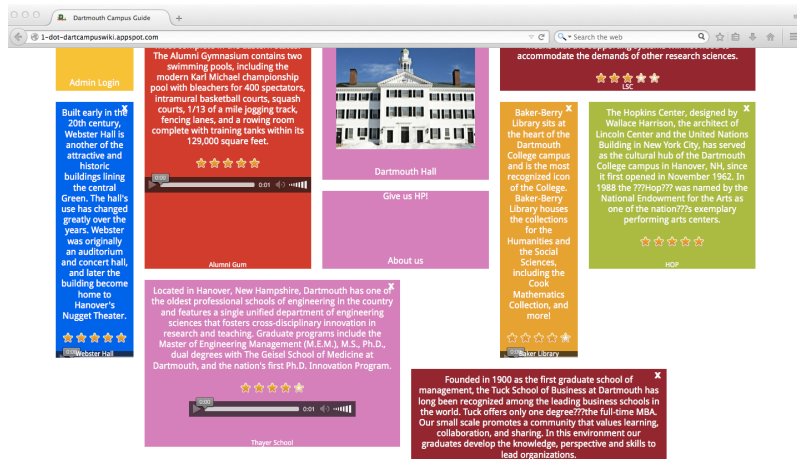 Dartmouth Campus Guide
1-dot-dartcampuswiki.appspot.com
Search the web
Admin Login
The Alumni Gymnasium contains two
swimming pools, including the
modern Karl Michael championship
pool with bleachers for 400 spectators,
intramural basketball courts, squash
courts, 1/13 of a mile jogging track,
fencing lanes, and a rowing room
complete with training tanks within its
129,000 square feet.
0:00
0:01
Alumni Gum
Dartmouth Hall
Give us HP!
About us
accommodate the demands of other research sciences.
LSC
x
Built early in the
20th century,
Webster Hall is
another of the
attractive and
historic
buildings lining
the central
Green. The hall's
use has changed
greatly over the
years. Webster
was originally
an auditorium
and concert hall,
and later the
building become
home to
Hanover's
Nugget Theater.
0:00
Webster Hall
x
Baker-Berry
Library sits at
the heart of the
Dartmouth
College campus
and is the most
recognized icon
of the College.
Baker-Berry
Library houses
the collections
for the
Humanities and
the Social
Sciences,
including the
Cook
Mathematics
Collection, and
more!
0:00
Baker Library
x
The Hopkins Center, designed by
Wallace Harrison, the architect of
Lincoln Center and the United Nations
Building in New York City, has served
as the cultural hub of the Dartmouth
College campus in Hanover, NH, since
it first opened in November 1962. In
1988 the ???Hop??? was named by the
National Endowment for the Arts as
one of the nation???s exemplary
performing arts centers.
HOP
x
Located in Hanover, New Hampshire, Dartmouth has one of
the oldest professional schools of engineering in the country
and features a single unified department of engineering
sciences that fosters cross-disciplinary innovation in
research and teaching. Graduate programs include the
Master of Engineering Management (M.E.M.), M.S., Ph.D.,
dual degrees with The Geisel School of Medicine at
Dartmouth, and the nation's first Ph.D. Innovation Program.
0:00
0:01
Thayer School
x
Founded in 1900 as the first graduate school of
management, the Tuck School of Business at Dartmouth has
long been recognized among the leading business schools in
the world. Tuck offers only one degree???the full-time MBA.
Our small scale promotes a community that values learning,
collaboration, and sharing. In this environment our
graduates develop the knowledge, perspective and skills to
lead organizations.